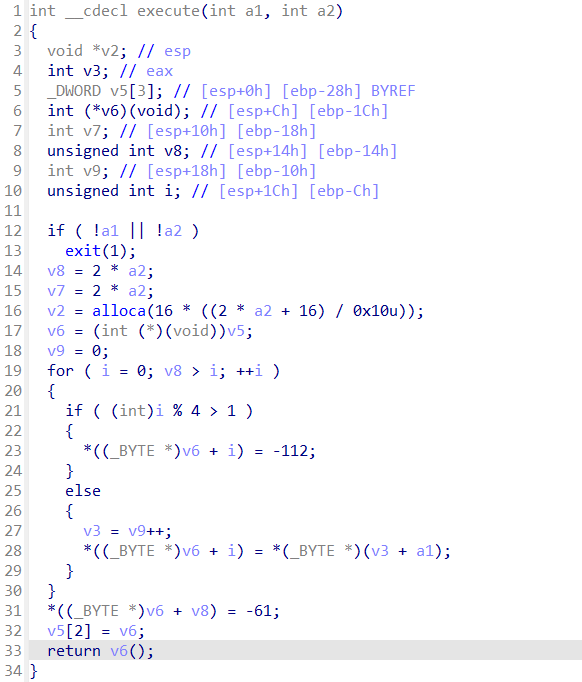 1 int __cdecl execute(int a1, int a2)
2 {
3 void *v2; // esp
4 int v3; // eax
5 _DWORD v5[3]; // [esp+0h] [ebp-28h] BYREF
6 int (*v6)(void); // [esp+Ch] [ebp-1Ch]
7 int v7; // [esp+10h] [ebp-18h]
8 unsigned int v8; // [esp+14h] [ebp-14h]
9 int v9; // [esp+18h] [ebp-10h]
10 unsigned int i; // [esp+1Ch] [ebp-Ch]
11
12 if ( !a1 || !a2 )
13 exit(1);
14 v8 = 2 * a2;
15 v7 = 2 * a2;
16 v2 = alloca(16 * ((2 * a2 + 16) / 0x10u));
17 v6 = (int (*)(void))v5;
18 v9 = 0;
19 for ( i = 0; v8 > i; ++i )
20 {
21 if ( (int)i % 4 > 1 )
22 {
23 *((_BYTE *)v6 + i) = -112;
24 }
25 else
26 {
27 v3 = v9++;
28 *((_BYTE *)v6 + i) = *(_BYTE *)(v3 + a1);
29 }
30 }
31 *((_BYTE *)v6 + v8) = -61;
32 v5[2] = v6;
33 return v6();
34 }